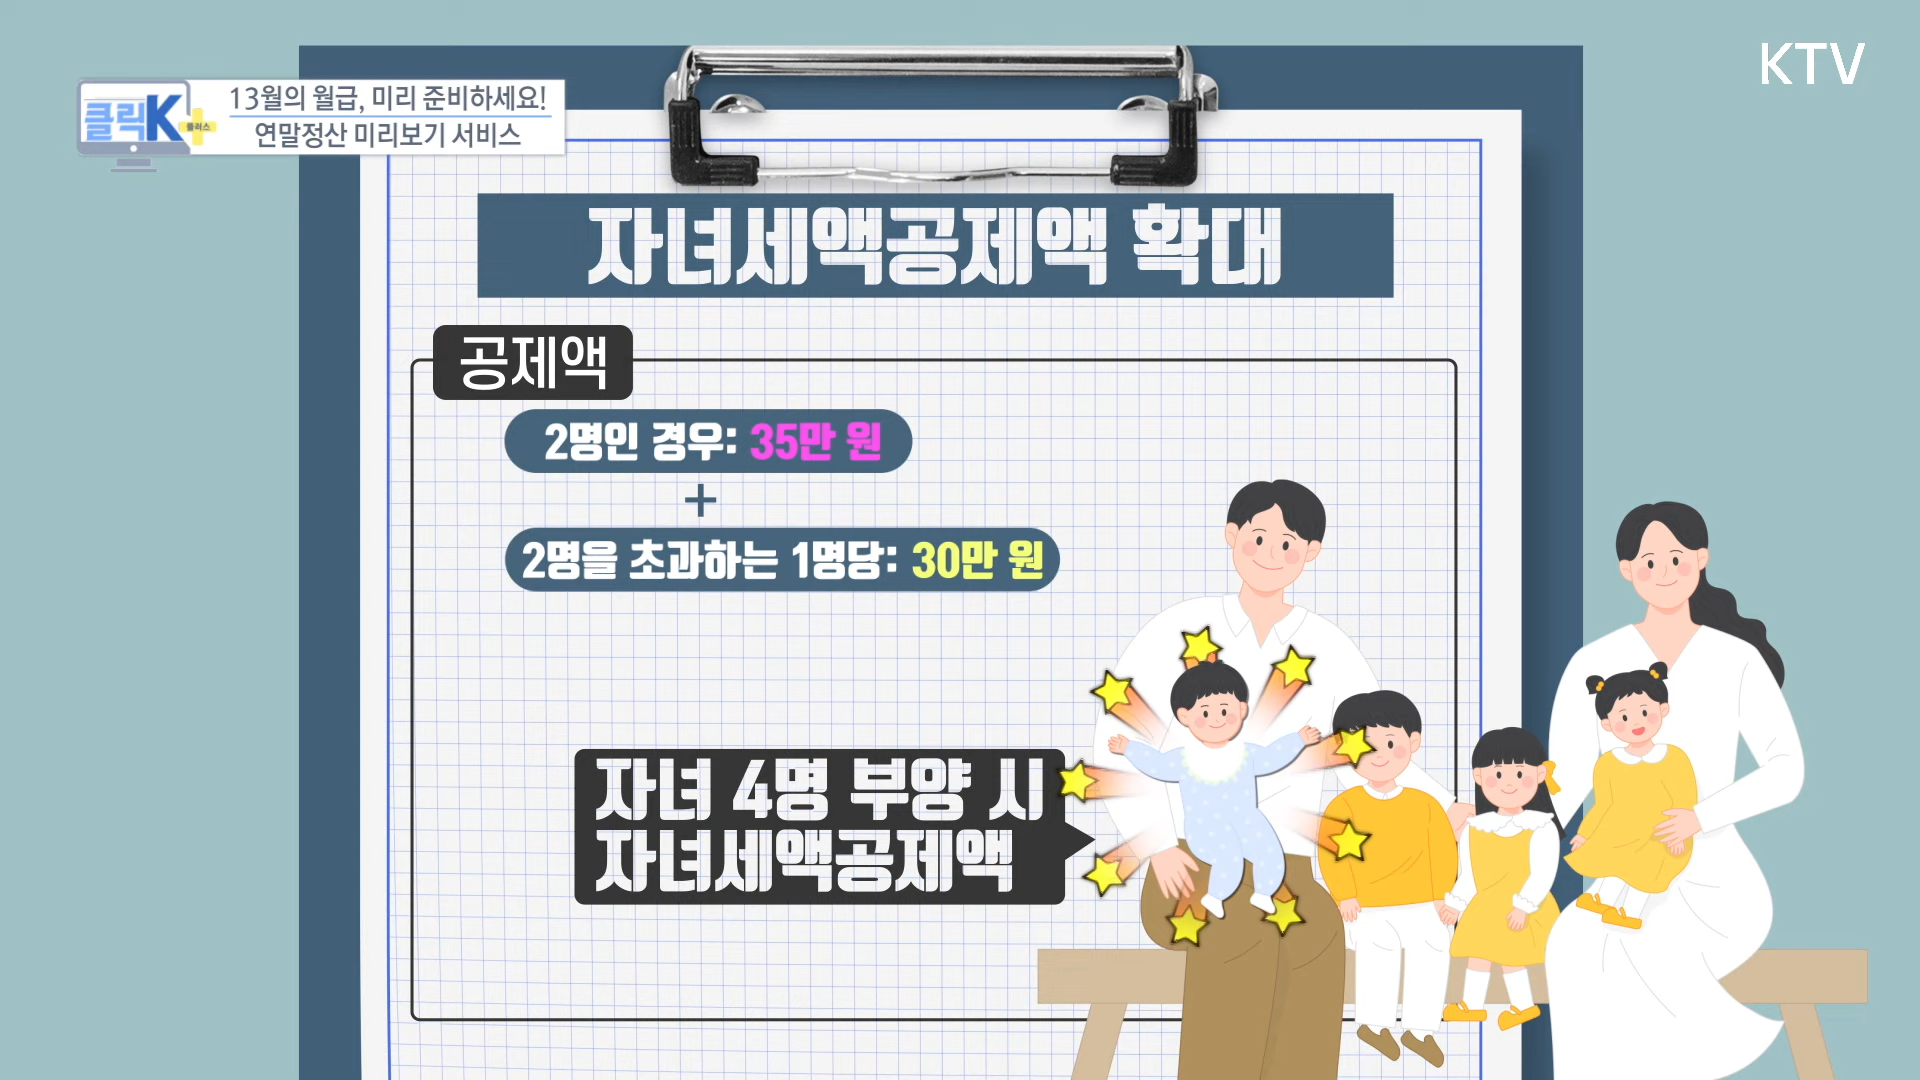 KTV
클릭K+
플러스
13월의 월급, 미리 준비하세요!
연말정산 미리보기 서비스
자녀세액공제액 확대
공제액
2명인 경우: 35만 원
+
2명을 초과하는 1명당: 30만 원
자녀 4명 부양 시
자녀세액공제액